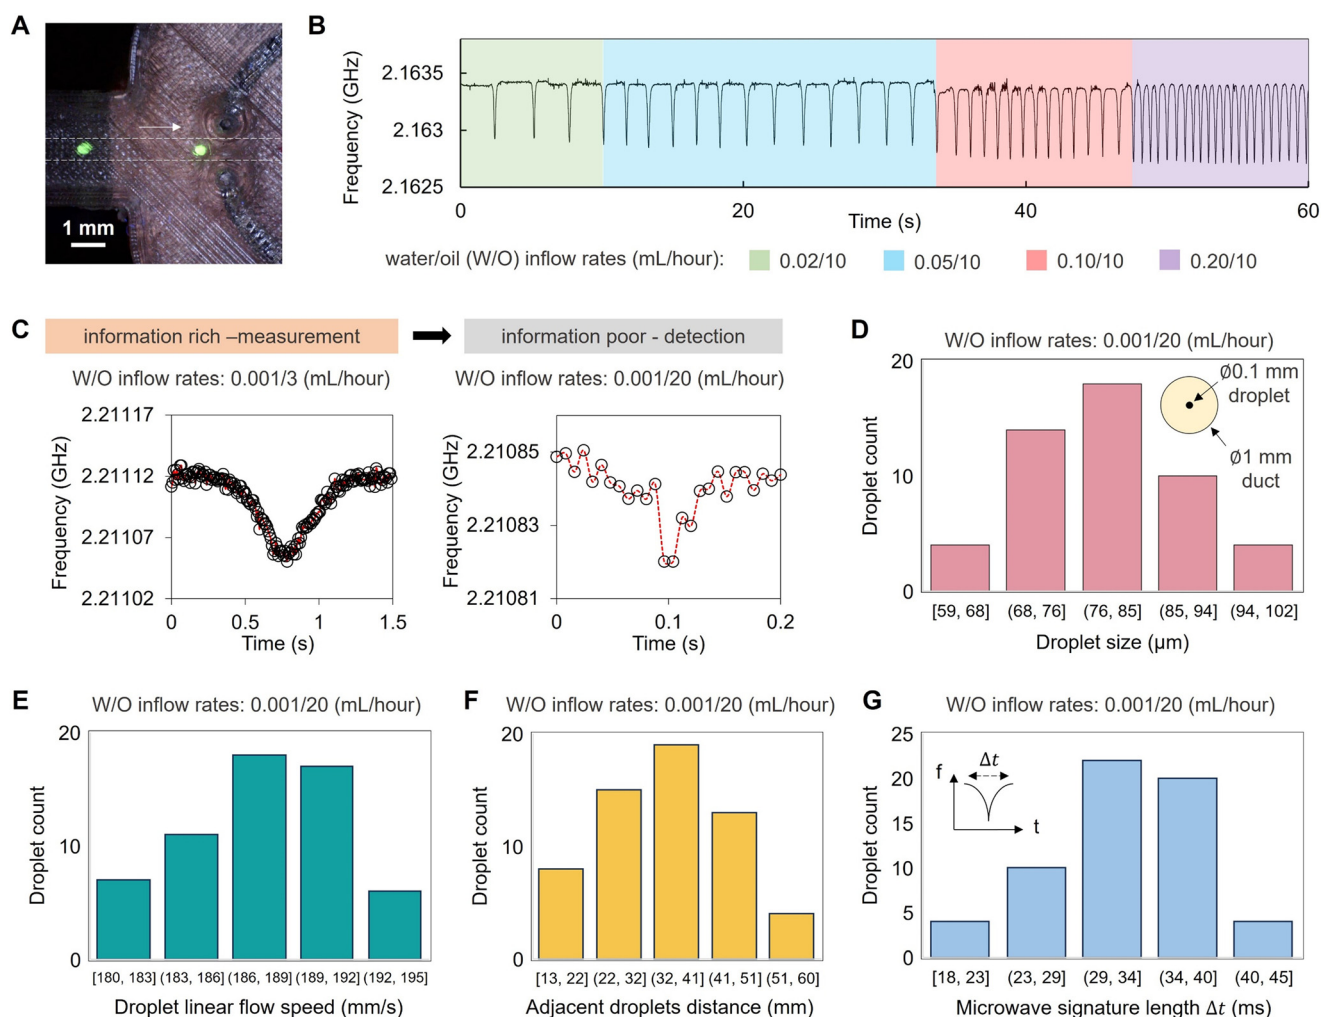 A
1 mm
B
Frequency (GHz)
2.1635
2.163
2.1625
0
20
40
60
Time (s)
water/oil (W/O) inflow rates (mL/hour):
0.02/10
0.05/10
0.10/10
0.20/10
C
information rich –measurement
information poor - detection
W/O inflow rates: 0.001/3 (mL/hour)
Frequency (GHz)
2.21117
2.21112
2.21107
2.21102
0
0.5
1
1.5
Time (s)
W/O inflow rates: 0.001/20 (mL/hour)
Frequency (GHz)
2.21085
2.21083
2.21081
0
0.1
0.2
Time (s)
D
W/O inflow rates: 0.001/20 (mL/hour)
Droplet count
20
10
0
ϕ0.1 mm
droplet
ϕ1 mm
duct
[59, 68]
(68, 76]
(76, 85]
(85, 94]
(94, 102]
Droplet size (µm)
E
W/O inflow rates: 0.001/20 (mL/hour)
Droplet count
20
10
0
[180, 183]
(183, 186]
(186, 189]
(189, 192]
(192, 195]
Droplet linear flow speed (mm/s)
F
W/O inflow rates: 0.001/20 (mL/hour)
Droplet count
20
10
0
[13, 22]
(22, 32]
(32, 41]
(41, 51]
(51, 60]
Adjacent droplets distance (mm)
G
W/O inflow rates: 0.001/20 (mL/hour)
Droplet count
25
20
15
10
5
0
f
Δt
t
[18, 23]
(23, 29]
(29, 34]
(34, 40]
(40, 45]
Microwave signature length Δt (ms)